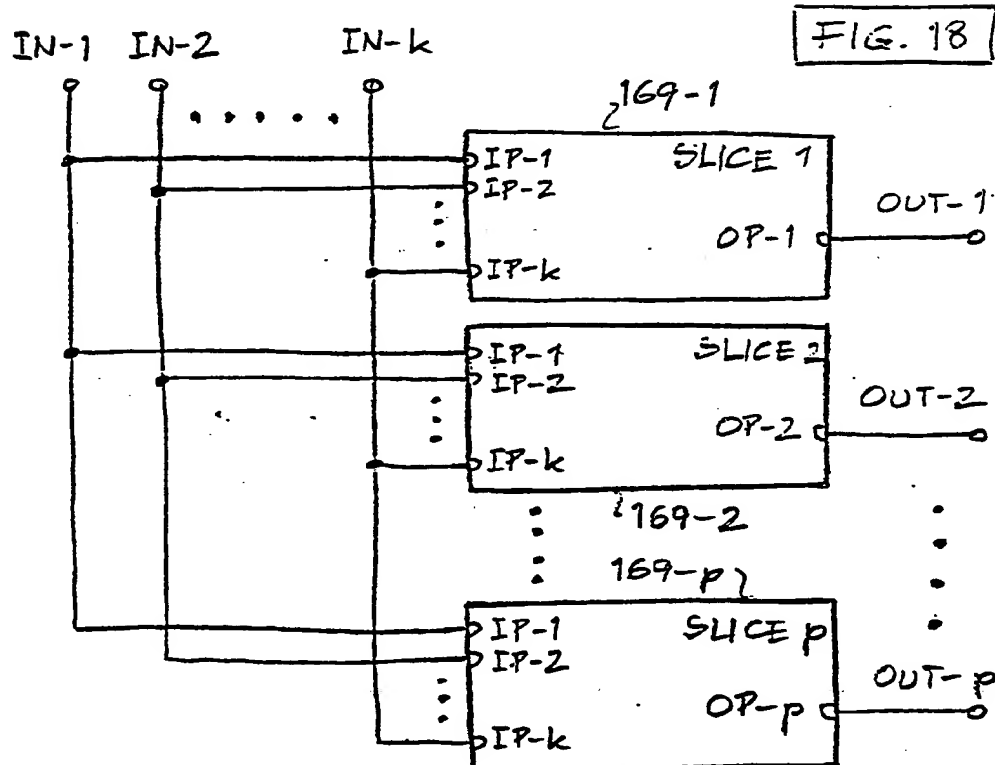 IN-1 IN-2 IN-k
FIG. 18
169-1
IP-1 SLICE 1
IP-2
OUT-1
OP-1
IP-k
IP-1 SLICE 2
IP-2
OUT-2
OP-2
IP-k
169-2
169-p
IP-1 SLICE p
IP-2
OUT-p
OP-p
IP-k